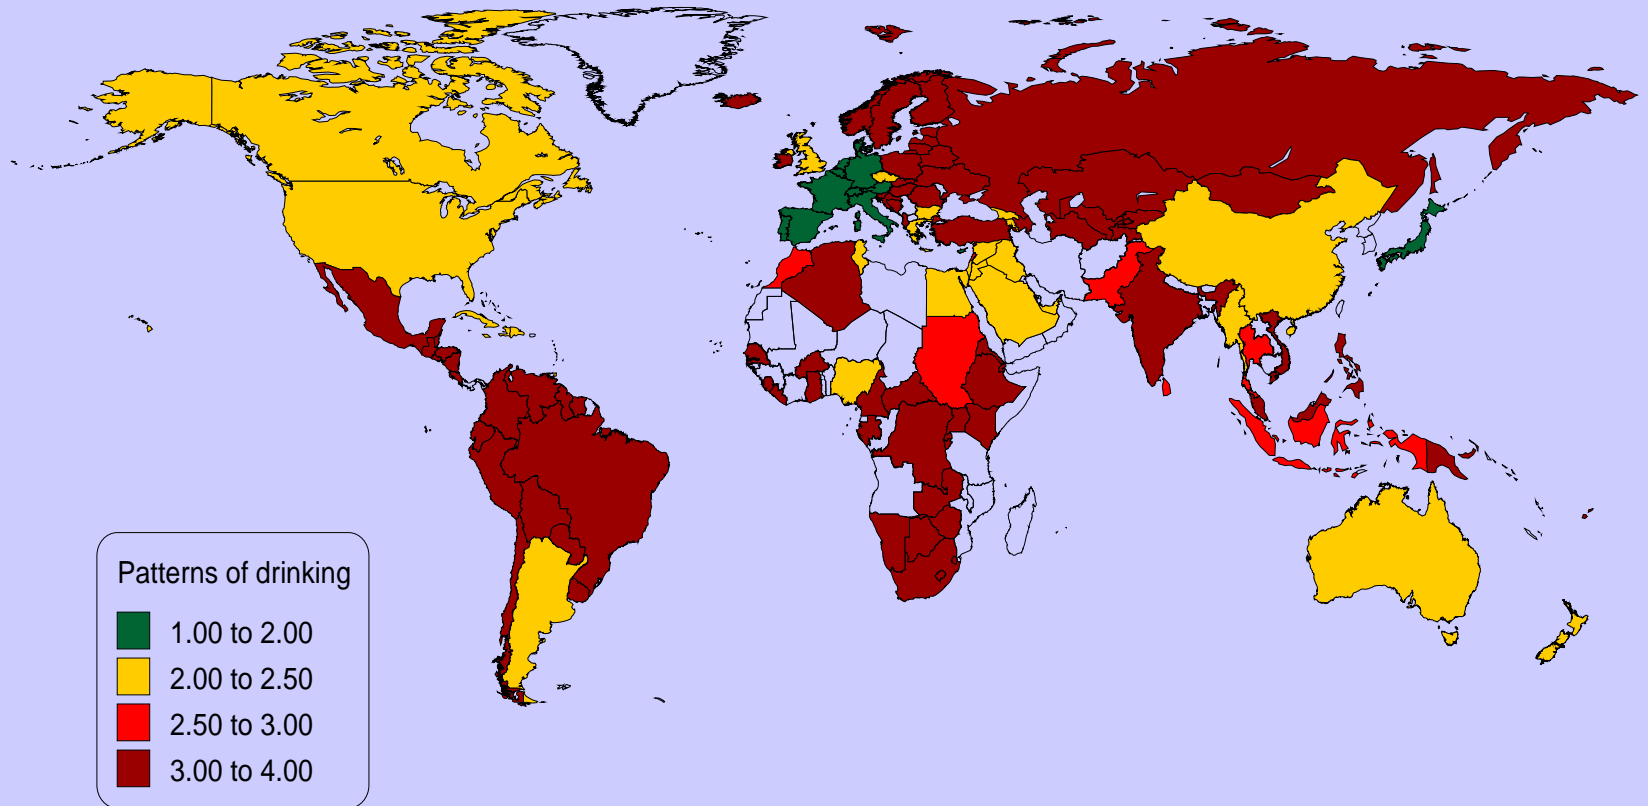 Patterns of drinking
1.00 to 2.00
2.00 to 2.50
2.50 to 3.00
3.00 to 4.00